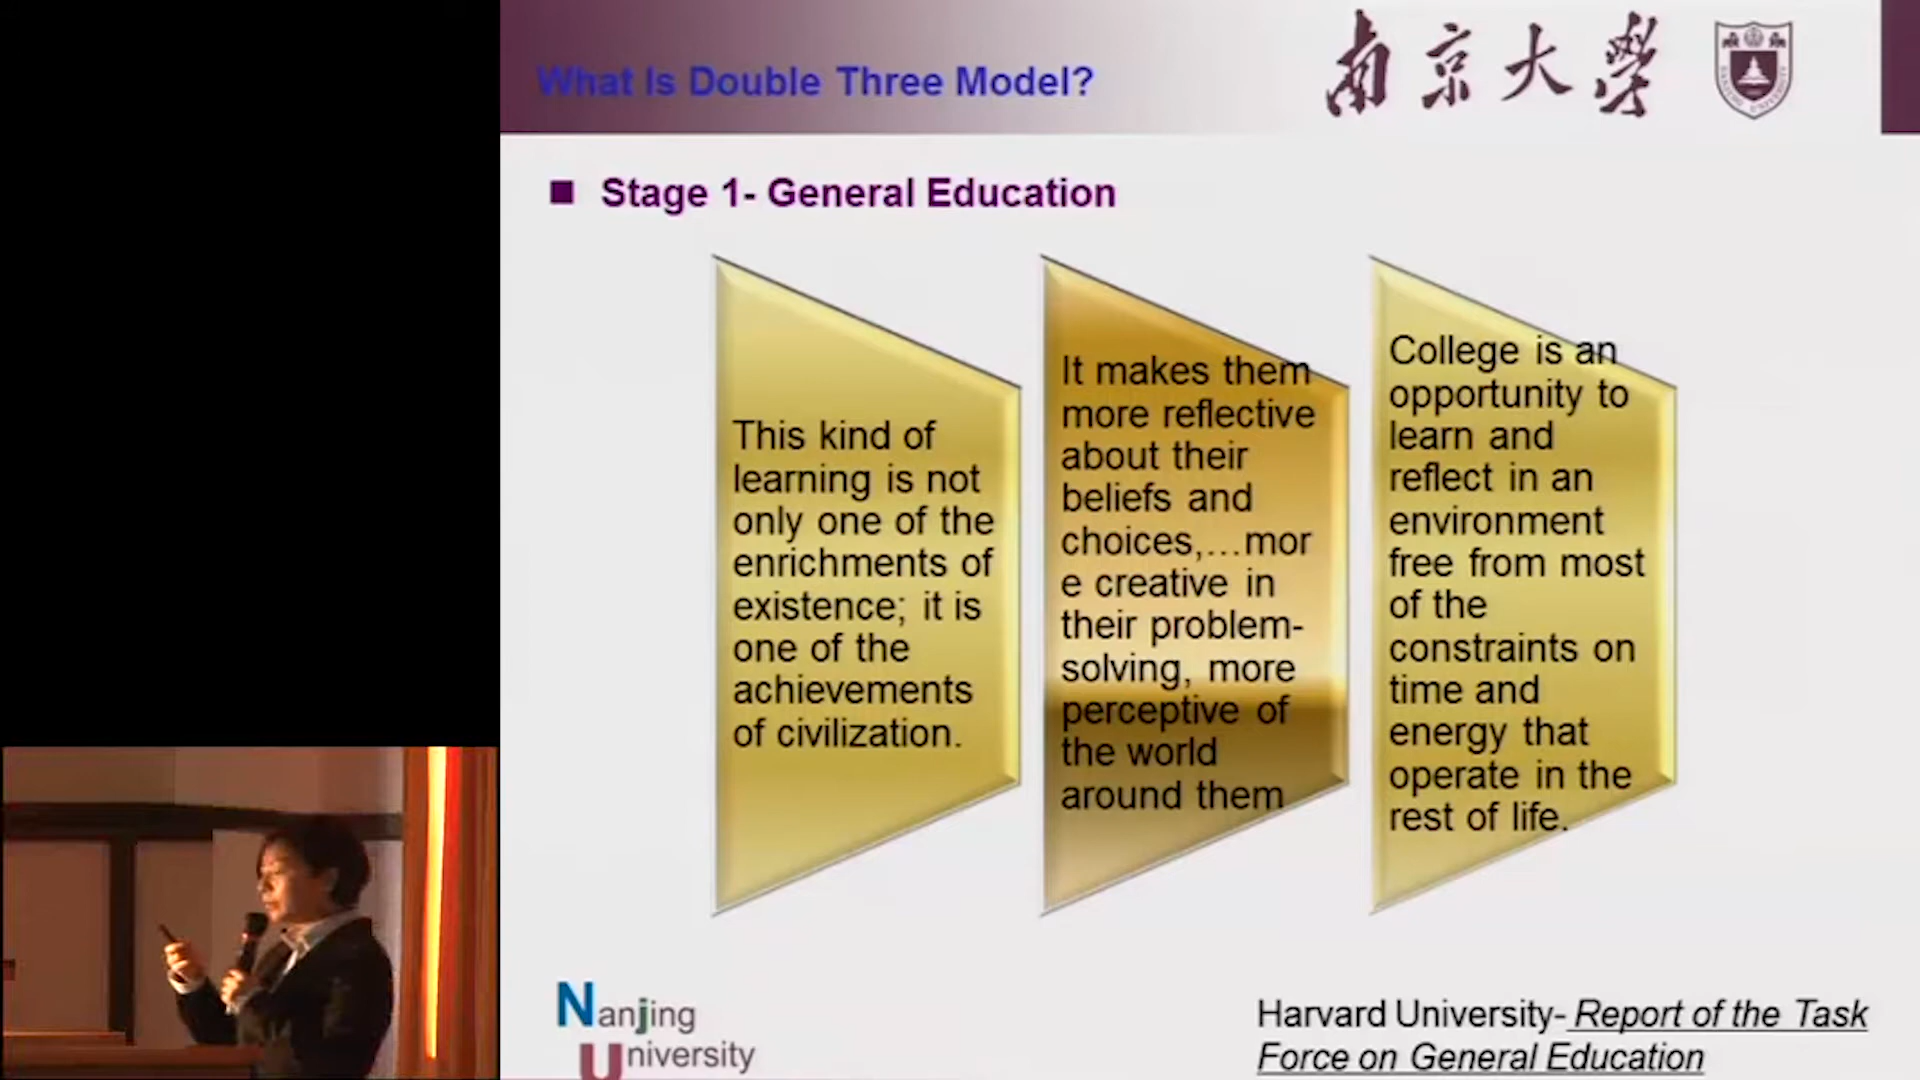 What Is Double Three Model?
南京大学
NANJING UNIVERSITY
■ Stage 1- General Education
This kind of
learning is not
only one of the
enrichments of
existence; it is
one of the
achievements
of civilization.
It makes them
more reflective
about their
beliefs and
choices,…mor
e creative in
their problem-
solving, more
perceptive of
the world
around them
College is an
opportunity to
learn and
reflect in an
environment
free from most
of the
constraints on
time and
energy that
operate in the
rest of life.
Nanjing
University
Harvard University- Report of the Task
Force on General Education